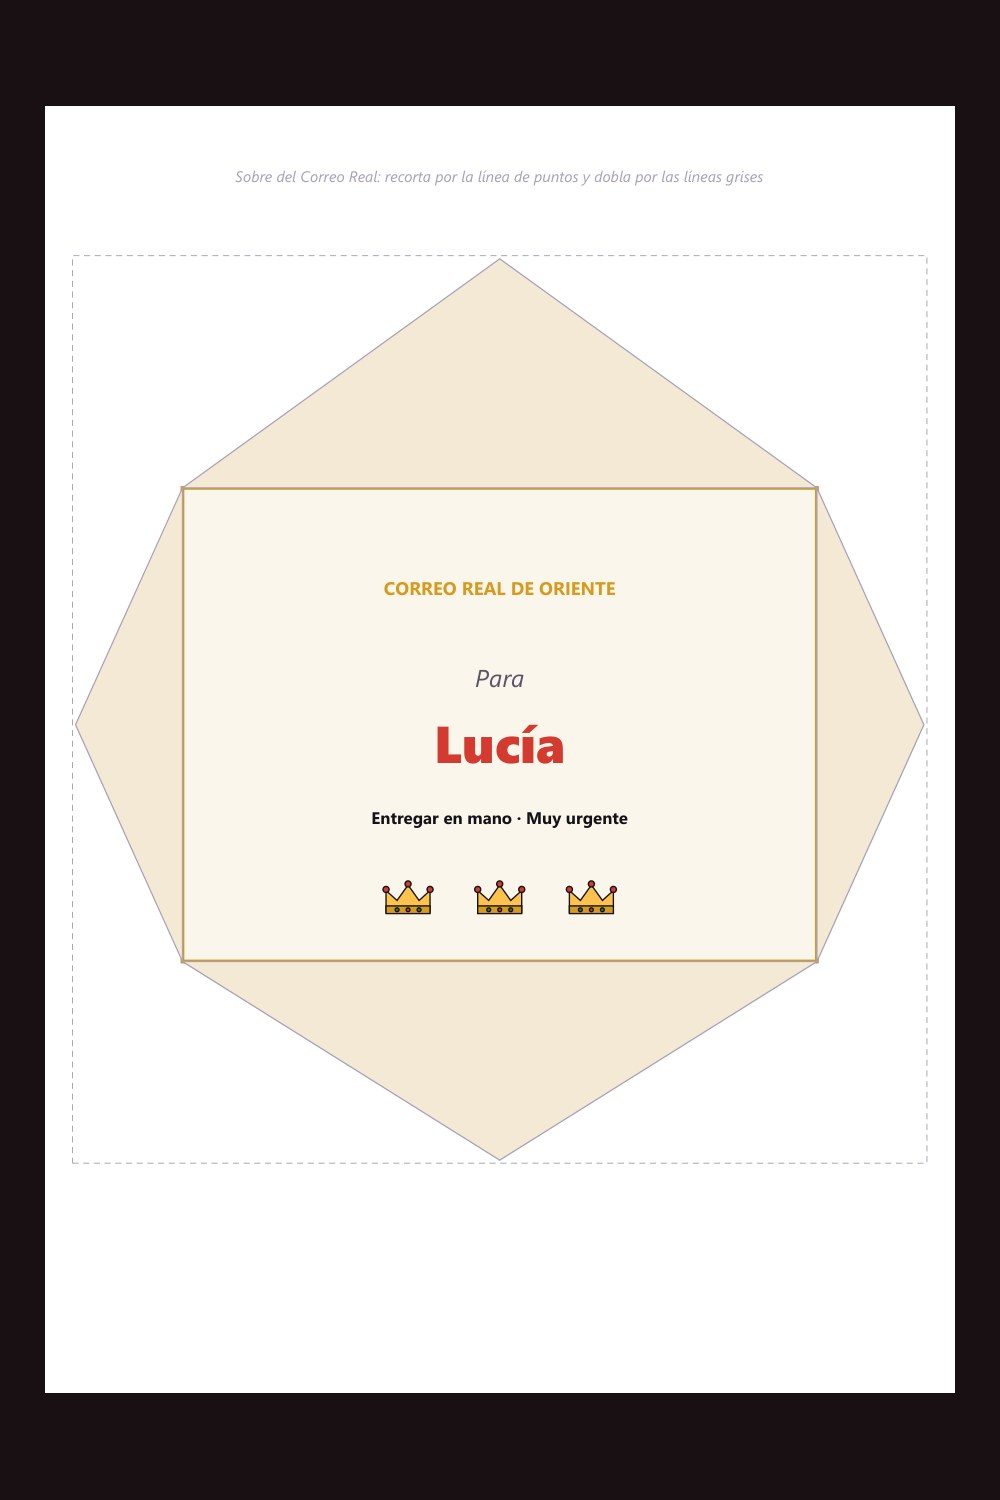 Sobre del Correo Real: recorta por la línea de puntos y dobla por las líneas grises
CORREO REAL DE ORIENTE
Para
Lucía
Entregar en mano · Muy urgente